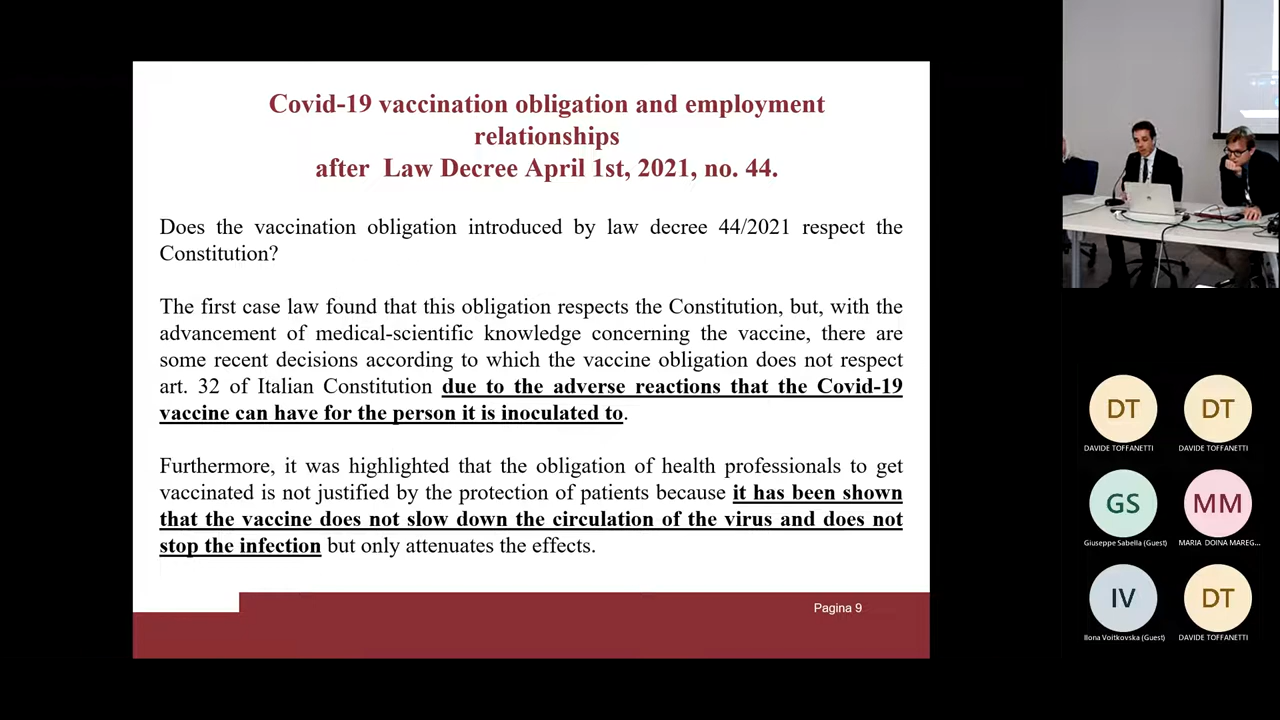 Covid-19 vaccination obligation and employment
relationships
after Law Decree April 1st, 2021, no. 44.
Does the vaccination obligation introduced by law decree 44/2021 respect the
Constitution?
The first case law found that this obligation respects the Constitution, but, with the
advancement of medical-scientific knowledge concerning the vaccine, there are
some recent decisions according to which the vaccine obligation does not respect
art. 32 of Italian Constitution due to the adverse reactions that the Covid-19
vaccine can have for the person it is inoculated to.
Furthermore, it was highlighted that the obligation of health professionals to get
vaccinated is not justified by the protection of patients because it has been shown
that the vaccine does not slow down the circulation of the virus and does not
stop the infection but only attenuates the effects.
Pagina 9
DT
DT
DAVIDE TOFFANETTI
DAVIDE TOFFANETTI
GS
MM
Giuseppe Sabella (Guest)
MARIA DOINA MAREG...
IV
DT
Ilona Voitkovska (Guest)
DAVIDE TOFFANETTI